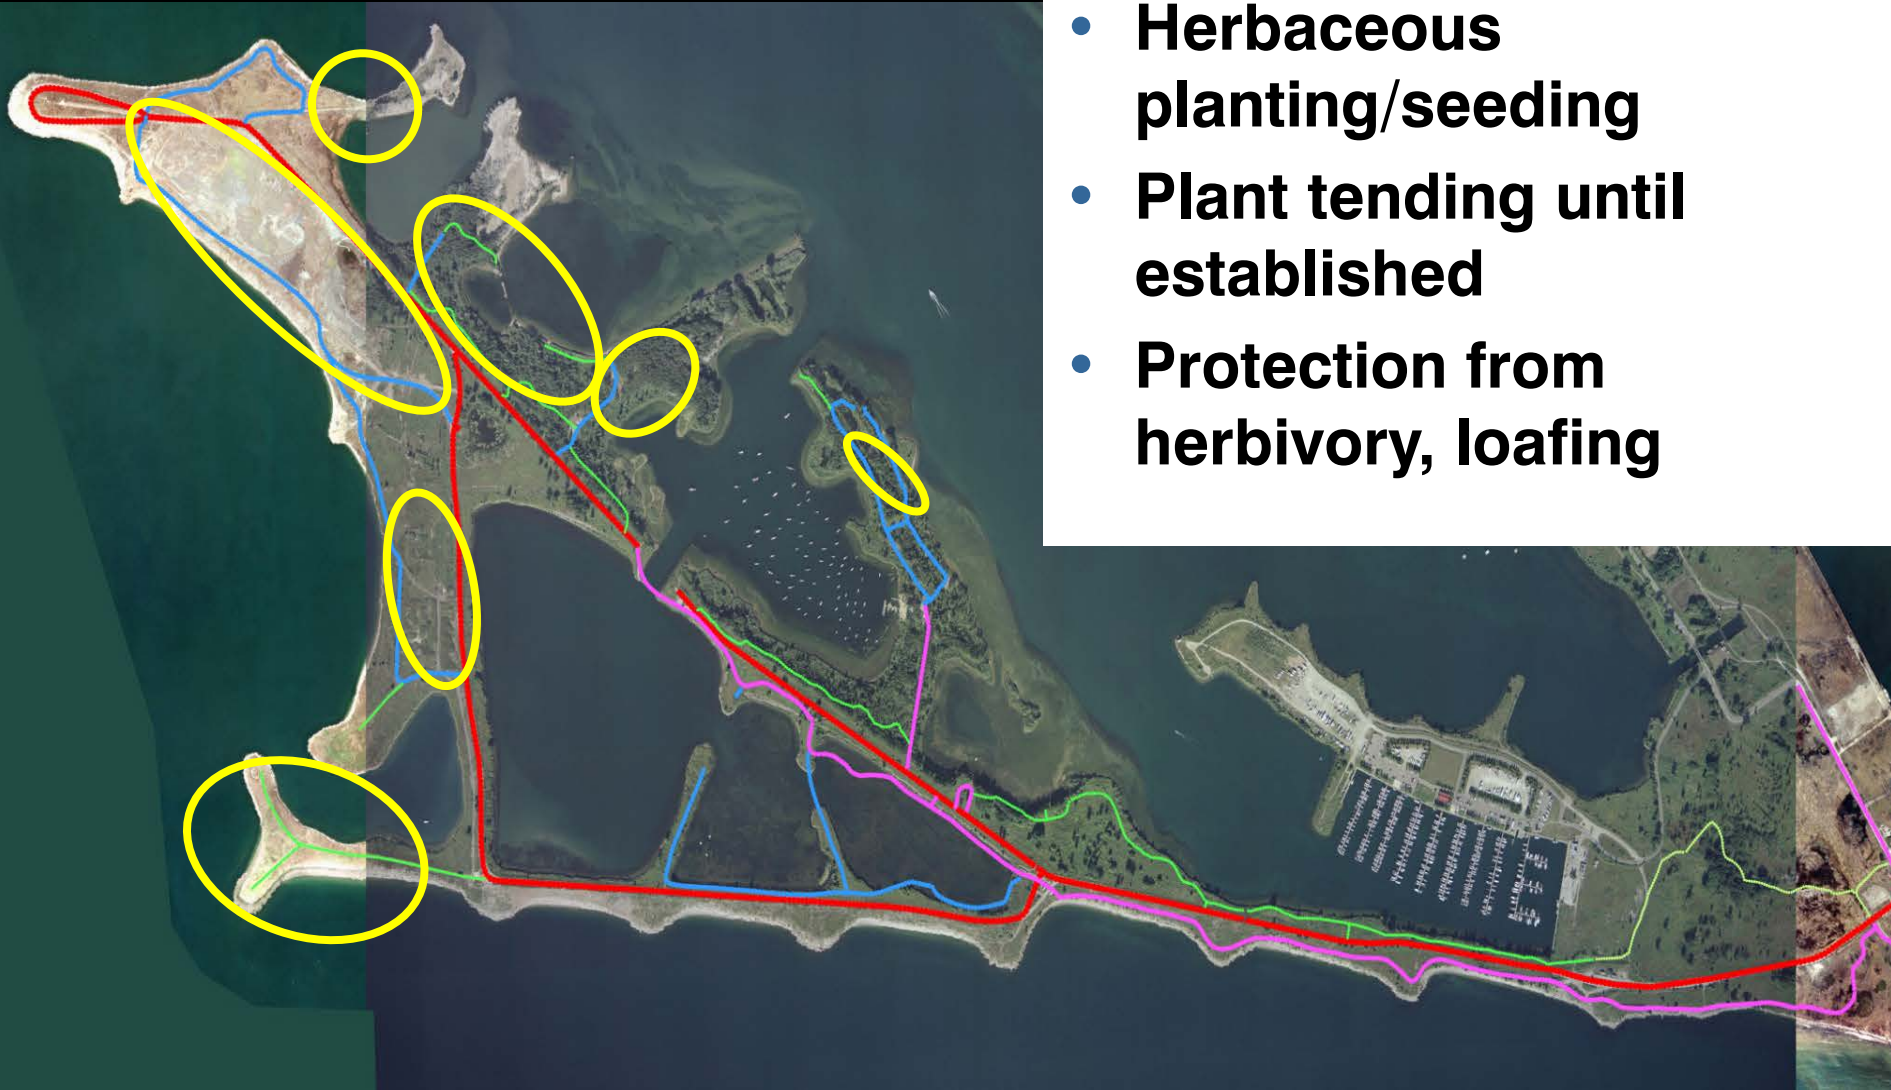 • Herbaceous
planting/seeding
• Plant tending until
established
• Protection from
herbivory, loafing